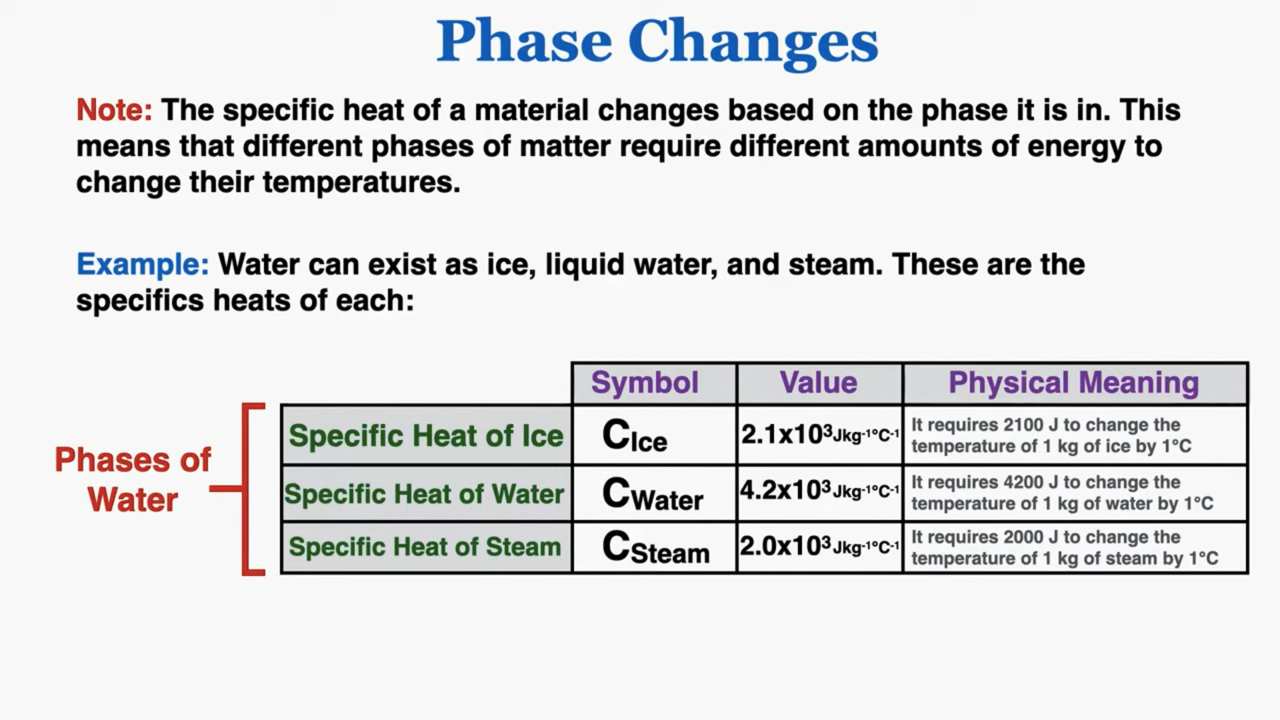 Phase Changes
Note: The specific heat of a material changes based on the phase it is in. This
means that different phases of matter require different amounts of energy to
change their temperatures.
Example: Water can exist as ice, liquid water, and steam. These are the
specifics heats of each:
Symbol Value Physical Meaning
Phases of
Water
Specific Heat of Ice C_Ice 2.1x10³Jkg⁻¹°C⁻¹ It requires 2100 J to change the
temperature of 1 kg of ice by 1°C
Specific Heat of Water C_Water 4.2x10³Jkg⁻¹°C⁻¹ It requires 4200 J to change the
temperature of 1 kg of water by 1°C
Specific Heat of Steam C_Steam 2.0x10³Jkg⁻¹°C⁻¹ It requires 2000 J to change the
temperature of 1 kg of steam by 1°C